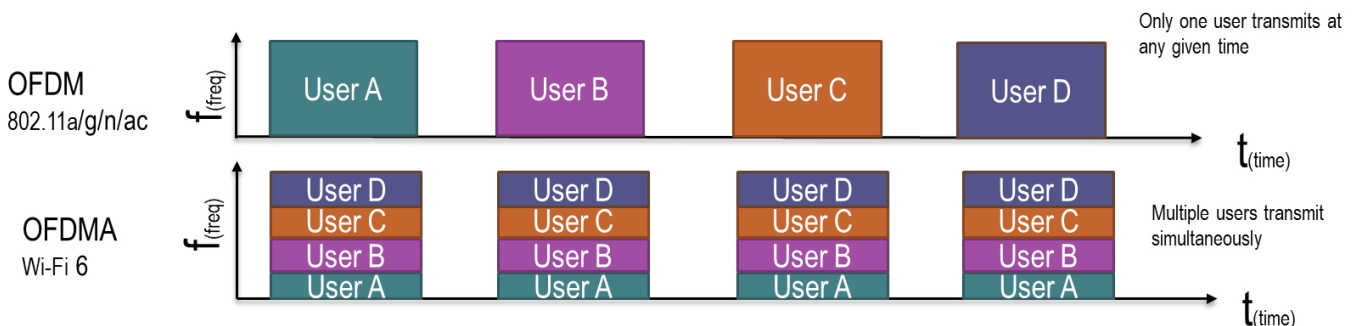 Only one user transmits at
any given time
OFDM
802.11a/g/n/ac
f(freq)
User A
User B
User C
User D
t(time)
OFDMA
Wi-Fi 6
f(freq)
User D
User C
User B
User A
User D
User C
User B
User A
User D
User C
User B
User A
User D
User C
User B
User A
Multiple users transmit
simultaneously
t(time)